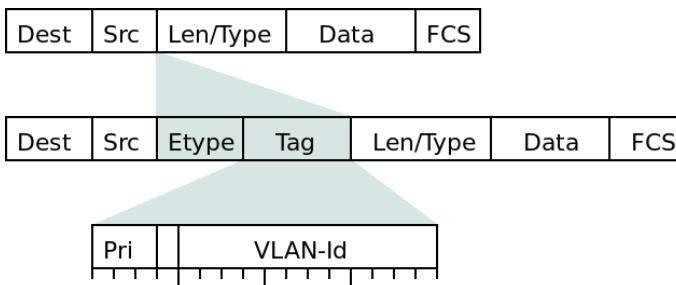 Dest Src Len/Type Data FCS
Dest Src Etype Tag Len/Type Data FCS
Pri VLAN-Id